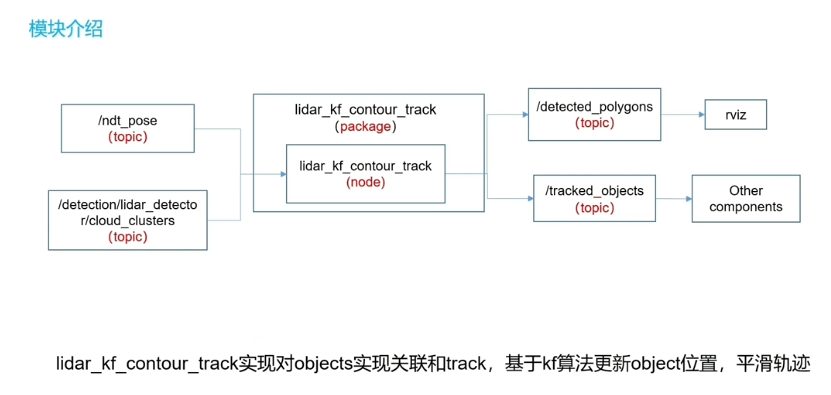 模块介绍
/ndt_pose
(topic)
/detection/lidar_detecto
r/cloud_clusters
(topic)
lidar_kf_contour_track
(package)
lidar_kf_contour_track
(node)
/detected_polygons
(topic)
rviz
/tracked_objects
(topic)
Other
components
lidar_kf_contour_track实现对objects实现关联和track，基于kf算法更新object位置，平滑轨迹